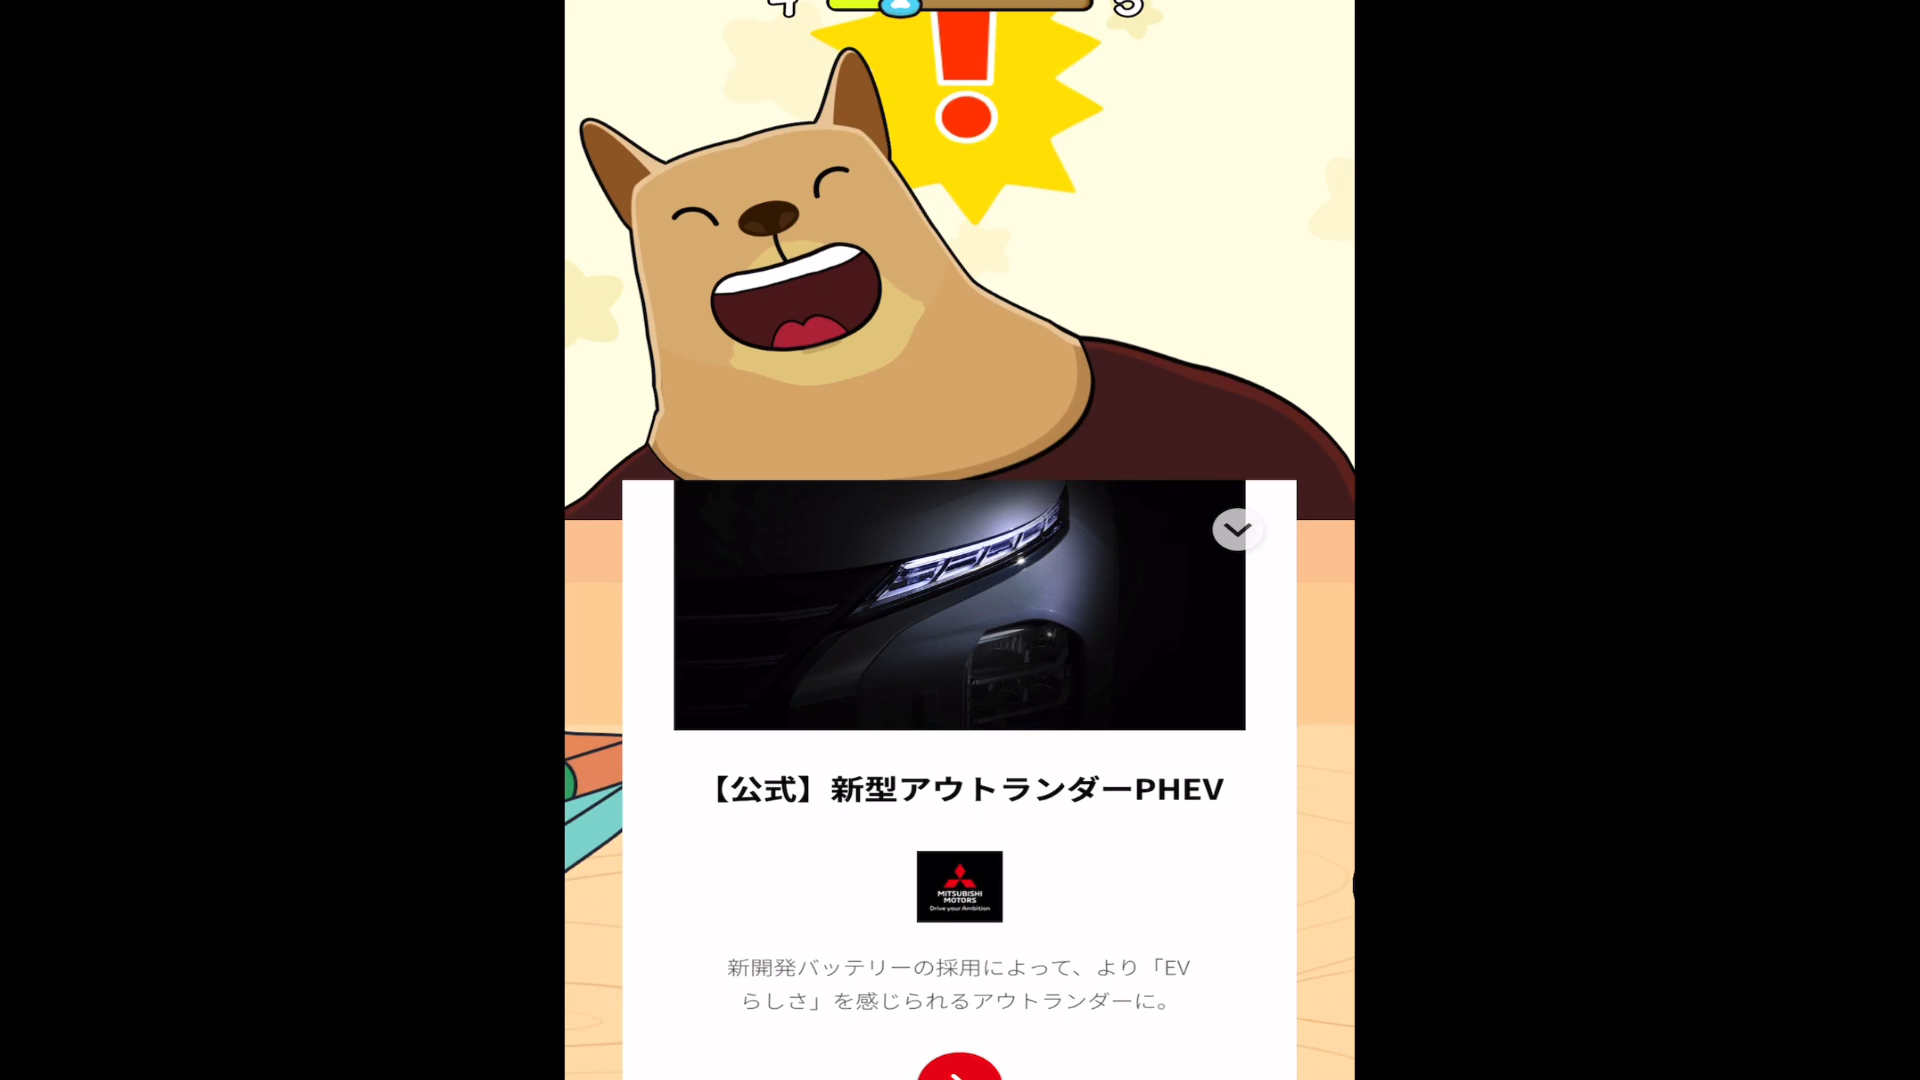 【公式】新型アウトランダーPHEV
MITSUBISHI
MOTORS
Drive your Ambition
新開発バッテリーの採用によって、より「EV
らしさ」を感じられるアウトランダーに。